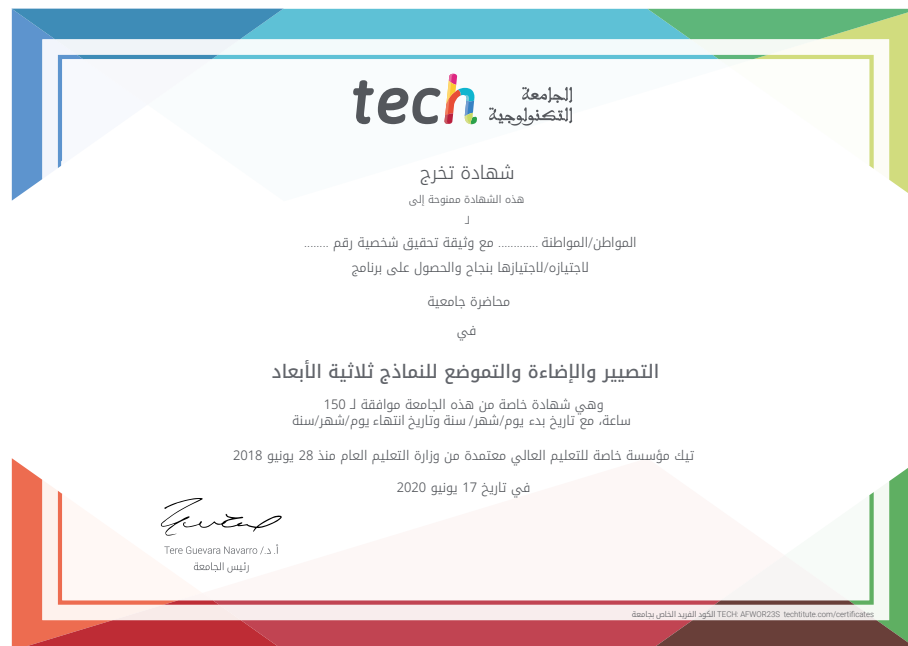 tech الجامعة
التكنولوجية
شهادة تخرج
هذه الشهادة ممنوحة إلى
لـ
المواطن/المواطنة ............. مع وثيقة تحقيق شخصية رقم ........
لاجتيازه/لاجتيازها بنجاح والحصول على برنامج
محاضرة جامعية
في
التصيير والإضاءة والتموضع للنماذج ثلاثية الأبعاد
وهي شهادة خاصة من هذه الجامعة موافقة لـ 150
ساعة، مع تاريخ بدء يوم/شهر/ سنة وتاريخ انتهاء يوم/شهر/سنة
تيك مؤسسة خاصة للتعليم العالي معتمدة من وزارة التعليم العام منذ 28 يونيو 2018
في تاريخ 17 يونيو 2020
أ. د./ Tere Guevara Navarro
رئيس الجامعة
الكود الفريد الخاص بجامعة TECH: AFWOR23S techtitute.com/certificates